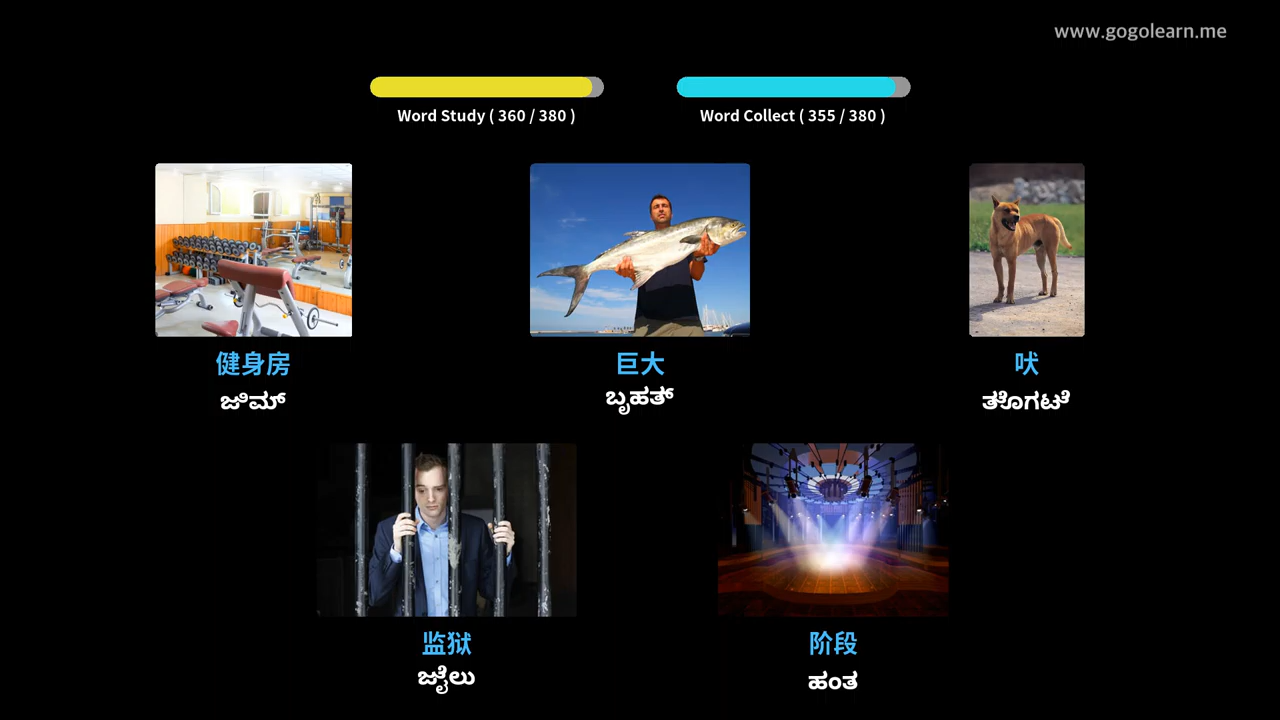 www.gogolearn.me
Word Study ( 360 / 380 )
Word Collect ( 355 / 380 )
健身房
ಜಿಮ್
巨大
ಬೃಹತ್
吠
ತೊಗಟೆ
监狱
ಜೈಲು
阶段
ಹಂತ